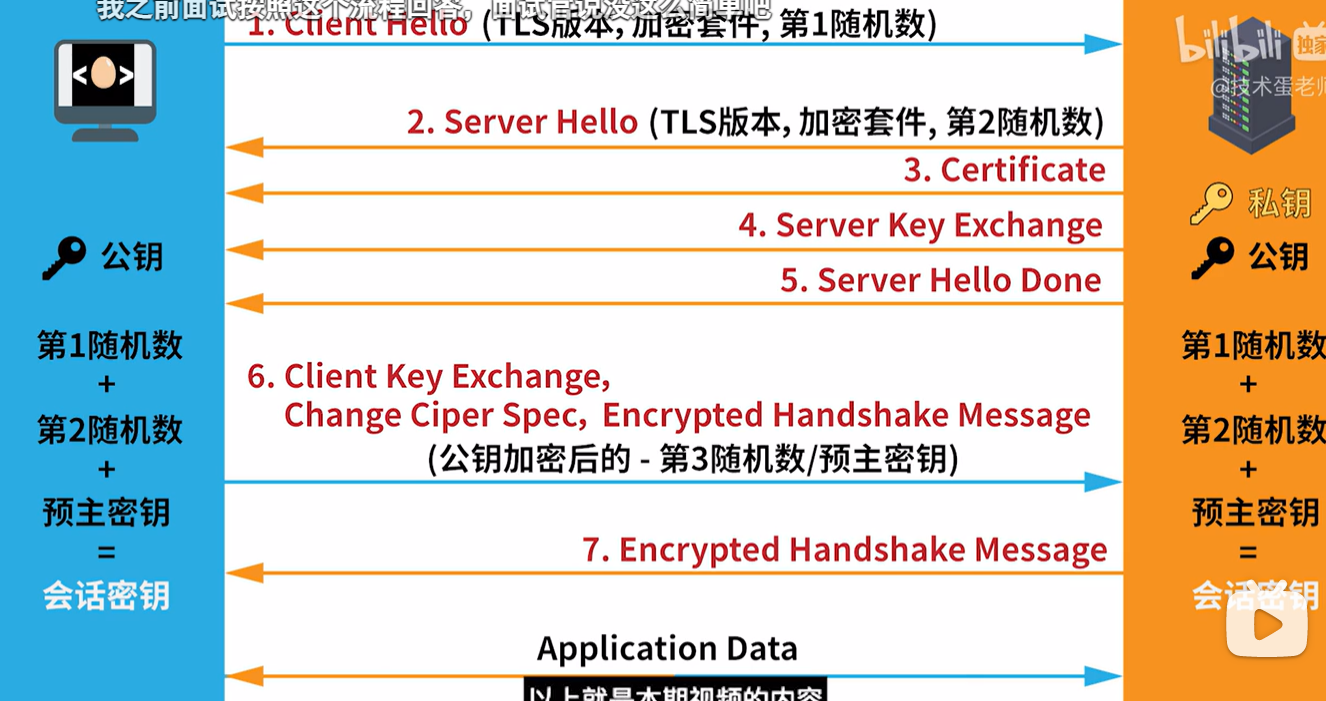 我之前面试按照这个流程回答，面试官说没这么简单吧
1. Client Hello (TLS版本, 加密套件, 第1随机数)
bilibili 独家
@技术蛋老师
2. Server Hello (TLS版本, 加密套件, 第2随机数)
3. Certificate
私钥
4. Server Key Exchange
公钥
公钥
5. Server Hello Done
第1随机数
+
第2随机数
+
预主密钥
=
会话密钥
6. Client Key Exchange,
Change Ciper Spec, Encrypted Handshake Message
(公钥加密后的 - 第3随机数/预主密钥)
7. Encrypted Handshake Message
Application Data
以上就是本期视频的内容
第1随机数
+
第2随机数
+
预主密钥
=
会话密钥